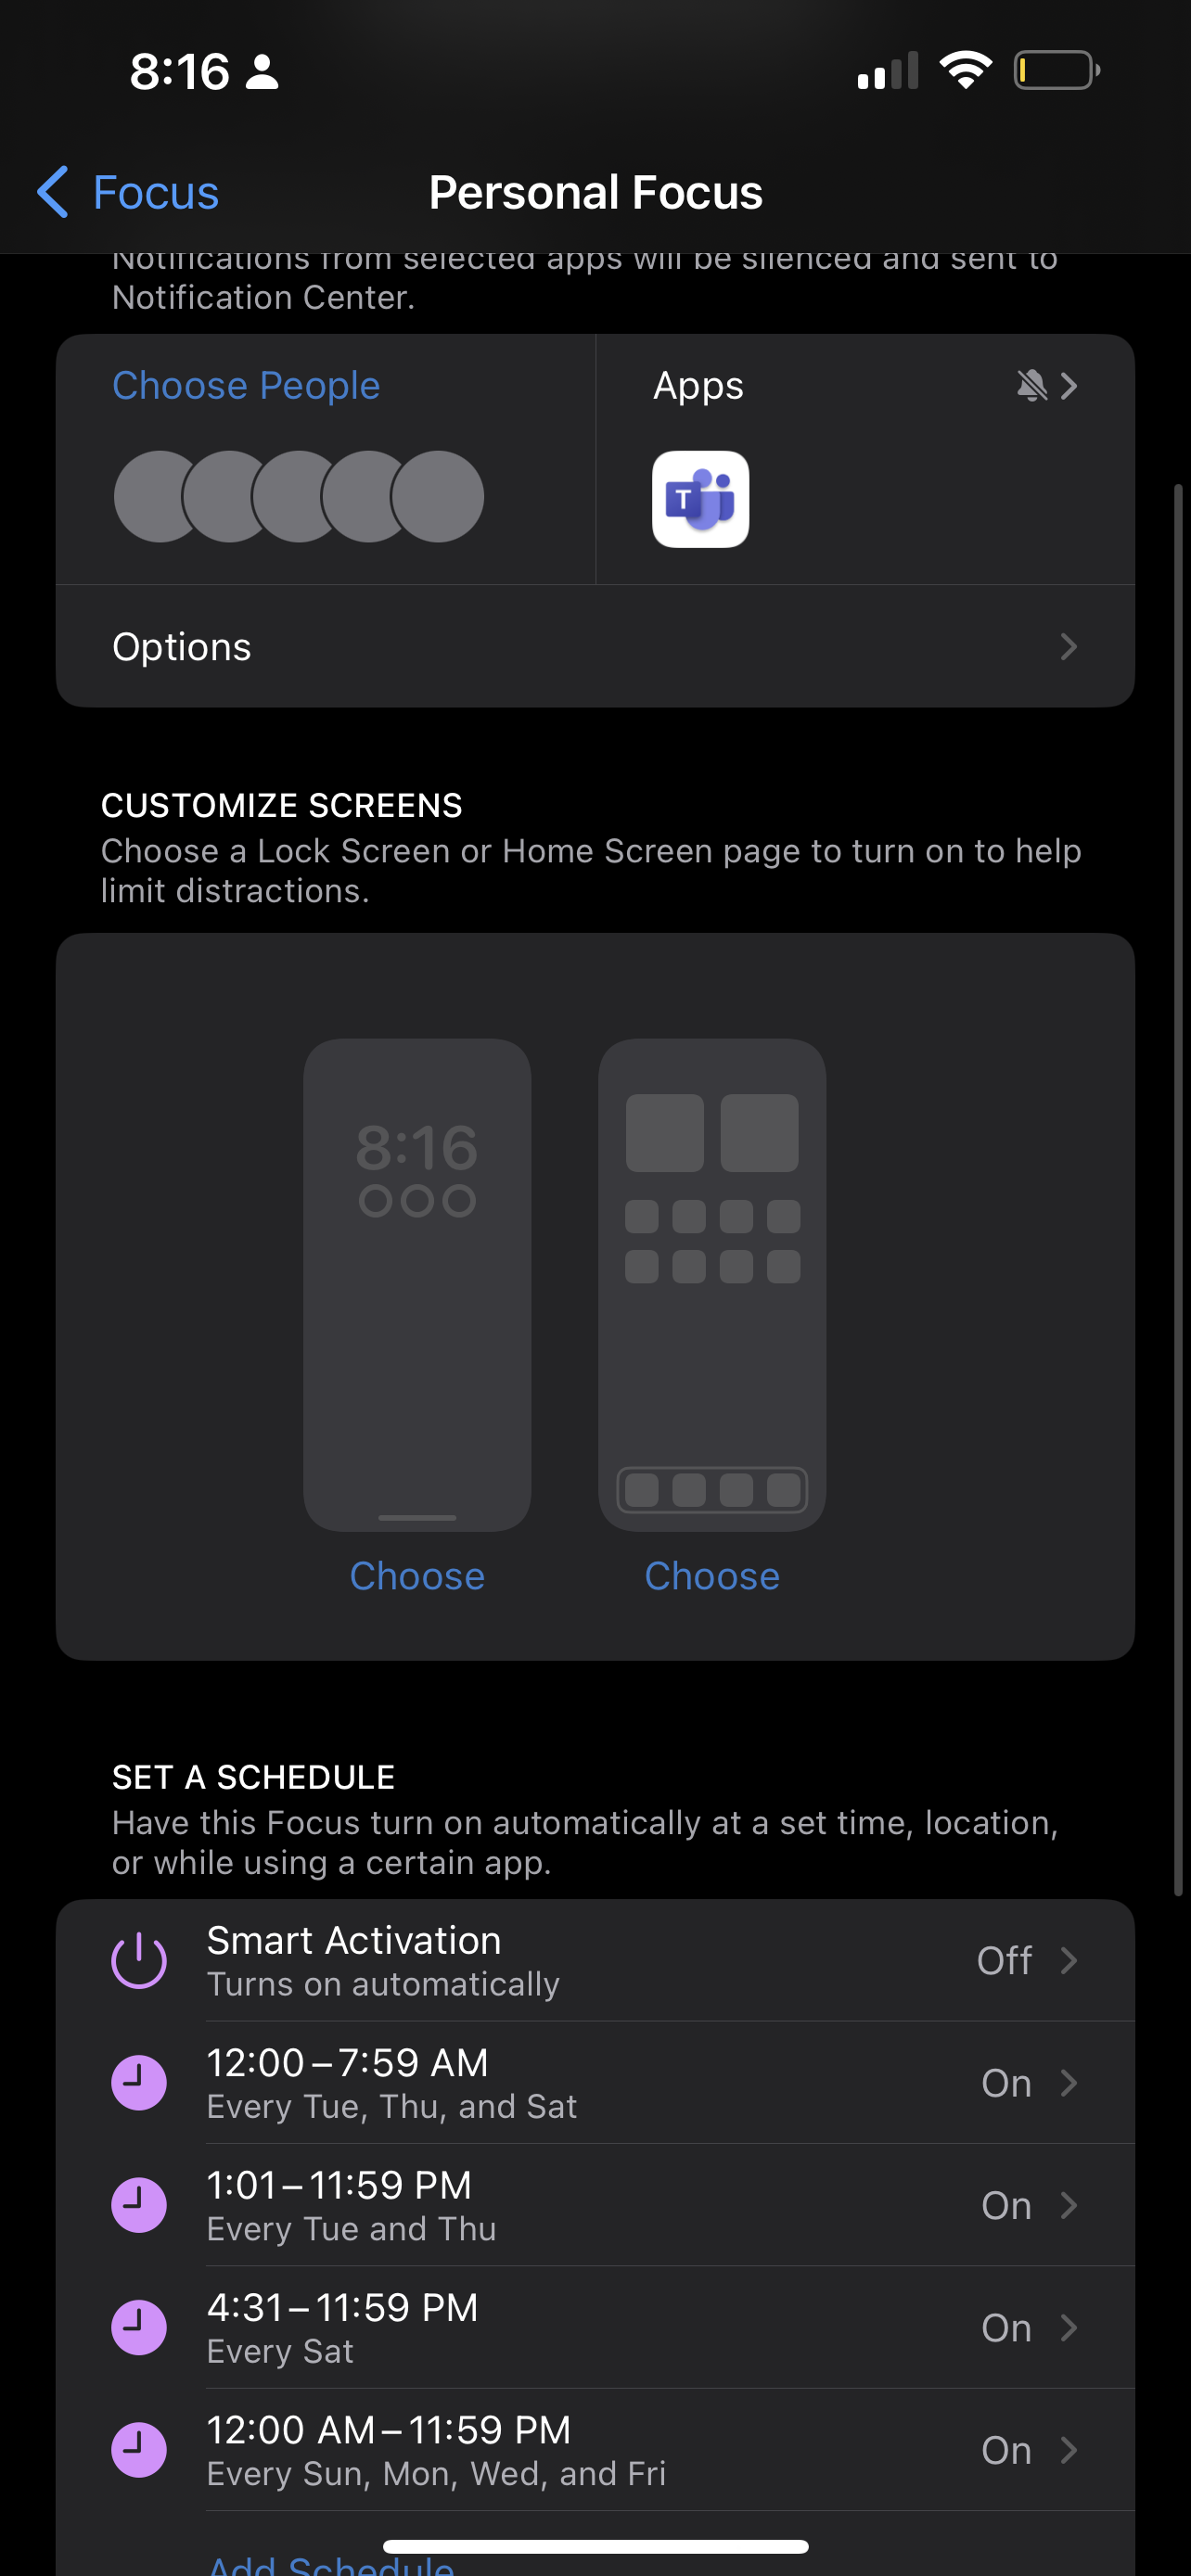 8:16
Focus
Personal Focus
Notifications from selected apps will be silenced and sent to
Notification Center.
Choose People
Apps
T
Options
CUSTOMIZE SCREENS
Choose a Lock Screen or Home Screen page to turn on to help
limit distractions.
8:16
Choose
Choose
SET A SCHEDULE
Have this Focus turn on automatically at a set time, location,
or while using a certain app.
Smart Activation
Turns on automatically
Off
12:00 – 7:59 AM
Every Tue, Thu, and Sat
On
1:01 – 11:59 PM
Every Tue and Thu
On
4:31 – 11:59 PM
Every Sat
On
12:00 AM – 11:59 PM
Every Sun, Mon, Wed, and Fri
On
Add Schedule